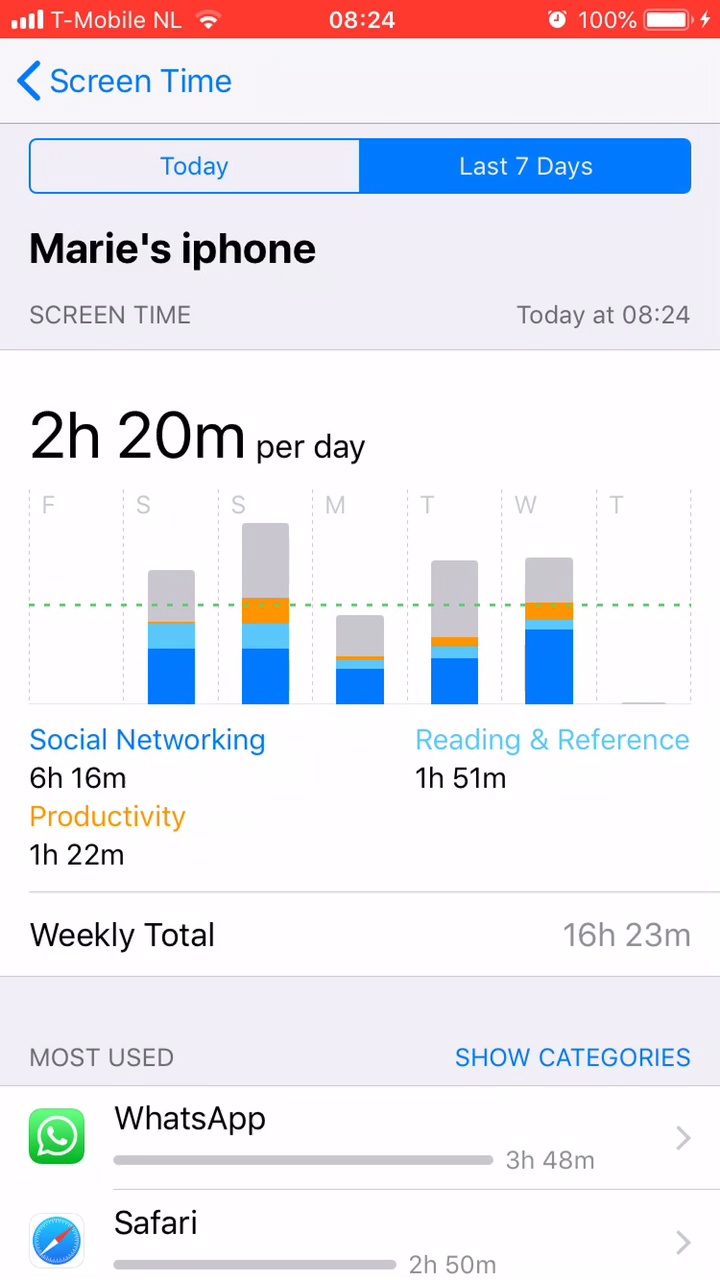 T-Mobile NL 08:24 100%
Screen Time
Today Last 7 Days
Marie's iphone
SCREEN TIME Today at 08:24
2h 20m per day
F S S M T W T
Social Networking Reading & Reference
6h 16m 1h 51m
Productivity
1h 22m
Weekly Total 16h 23m
MOST USED SHOW CATEGORIES
WhatsApp
3h 48m
Safari
2h 50m